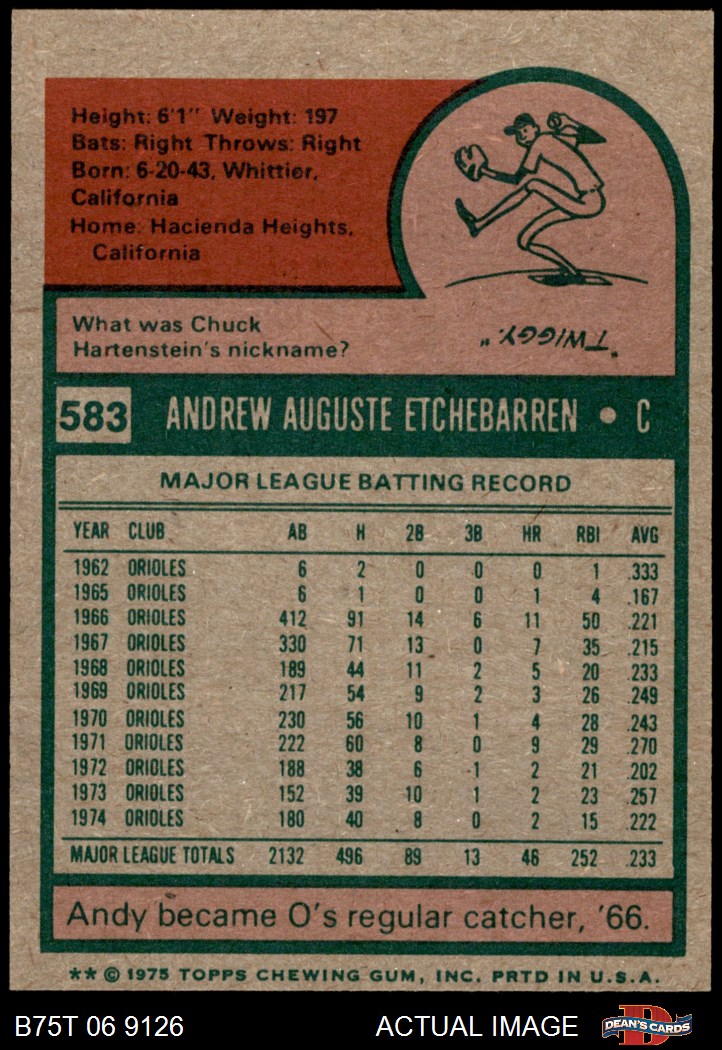 Height: 6'1" Weight: 197
Bats: Right Throws: Right
Born: 6-20-43, Whittier,
California
Home: Hacienda Heights,
California
What was Chuck
Hartenstein's nickname?
"TWIGGY."
583 ANDREW AUGUSTE ETCHEBARREN • C
MAJOR LEAGUE BATTING RECORD
YEAR CLUB AB H 2B 3B HR RBI AVG
1962 ORIOLES 6 2 0 0 0 1 .333
1965 ORIOLES 6 1 0 0 1 4 .167
1966 ORIOLES 412 91 14 6 11 50 .221
1967 ORIOLES 330 71 13 0 7 35 .215
1968 ORIOLES 189 44 11 2 5 20 .233
1969 ORIOLES 217 54 9 2 3 26 .249
1970 ORIOLES 230 56 10 1 4 28 .243
1971 ORIOLES 222 60 8 0 9 29 .270
1972 ORIOLES 188 38 6 1 2 21 .202
1973 ORIOLES 152 39 10 1 2 23 .257
1974 ORIOLES 180 40 8 0 2 15 .222
MAJOR LEAGUE TOTALS 2132 496 89 13 46 252 .233
Andy became O's regular catcher, '66.
** © 1975 TOPPS CHEWING GUM, INC. PRTD IN U.S.A.
B75T 06 9126 ACTUAL IMAGE D DEAN'S CARDS